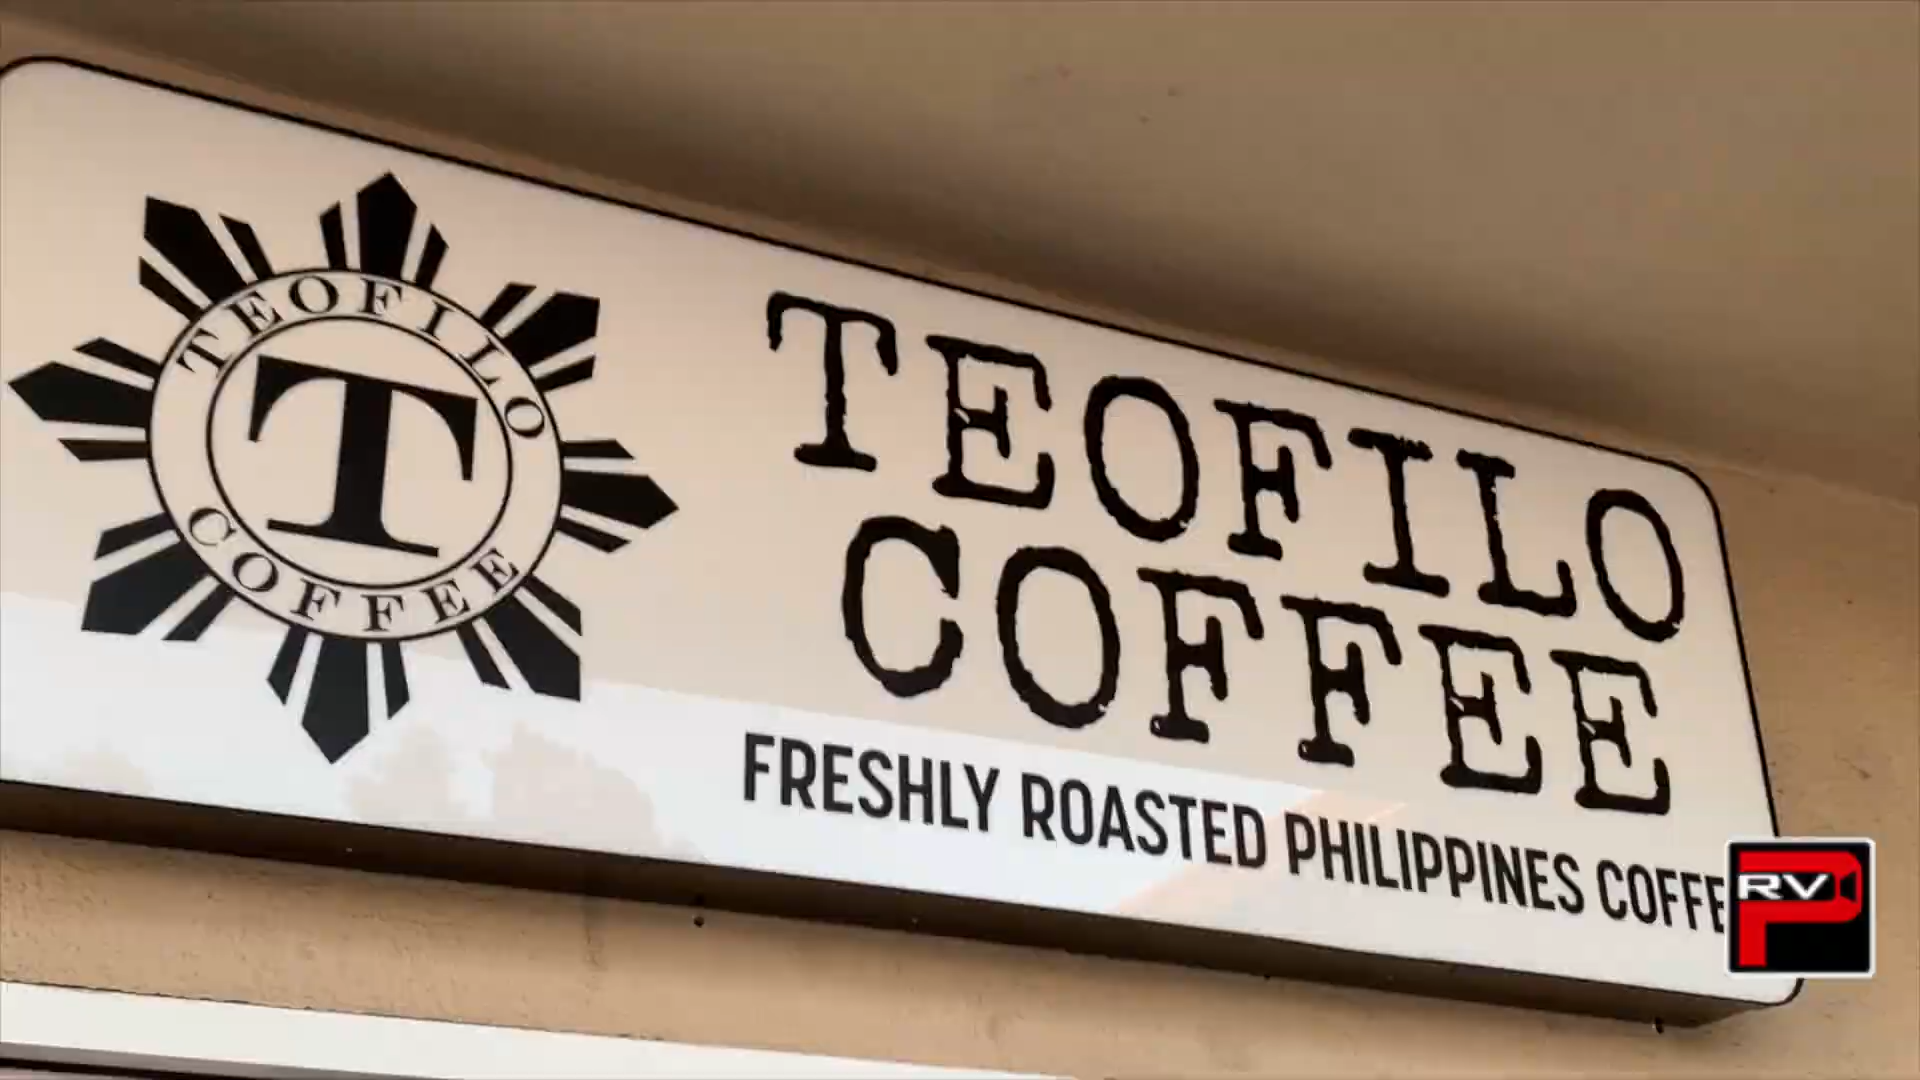 TEOFILO
T
COFFEE
TEOFILO
COFFEE
FRESHLY ROASTED PHILIPPINES COFFE
RV
P